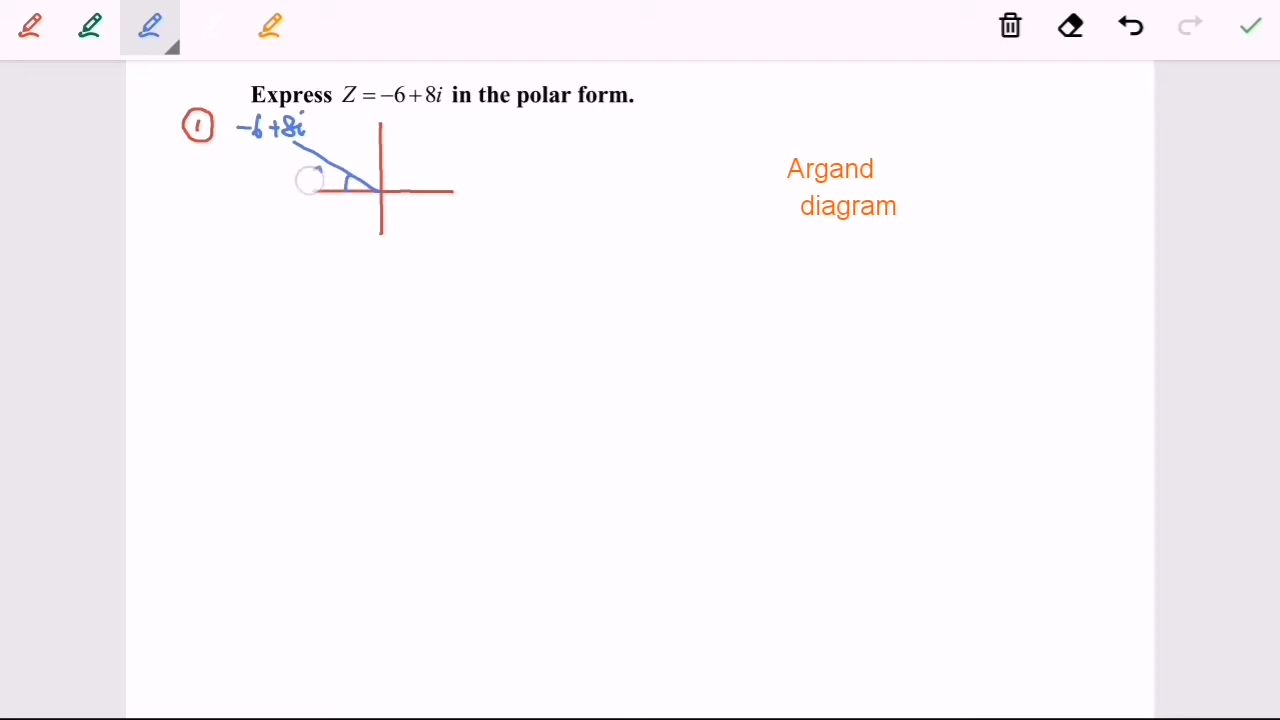 Express Z = −6 + 8i in the polar form.
① -6+8i
Argand
diagram